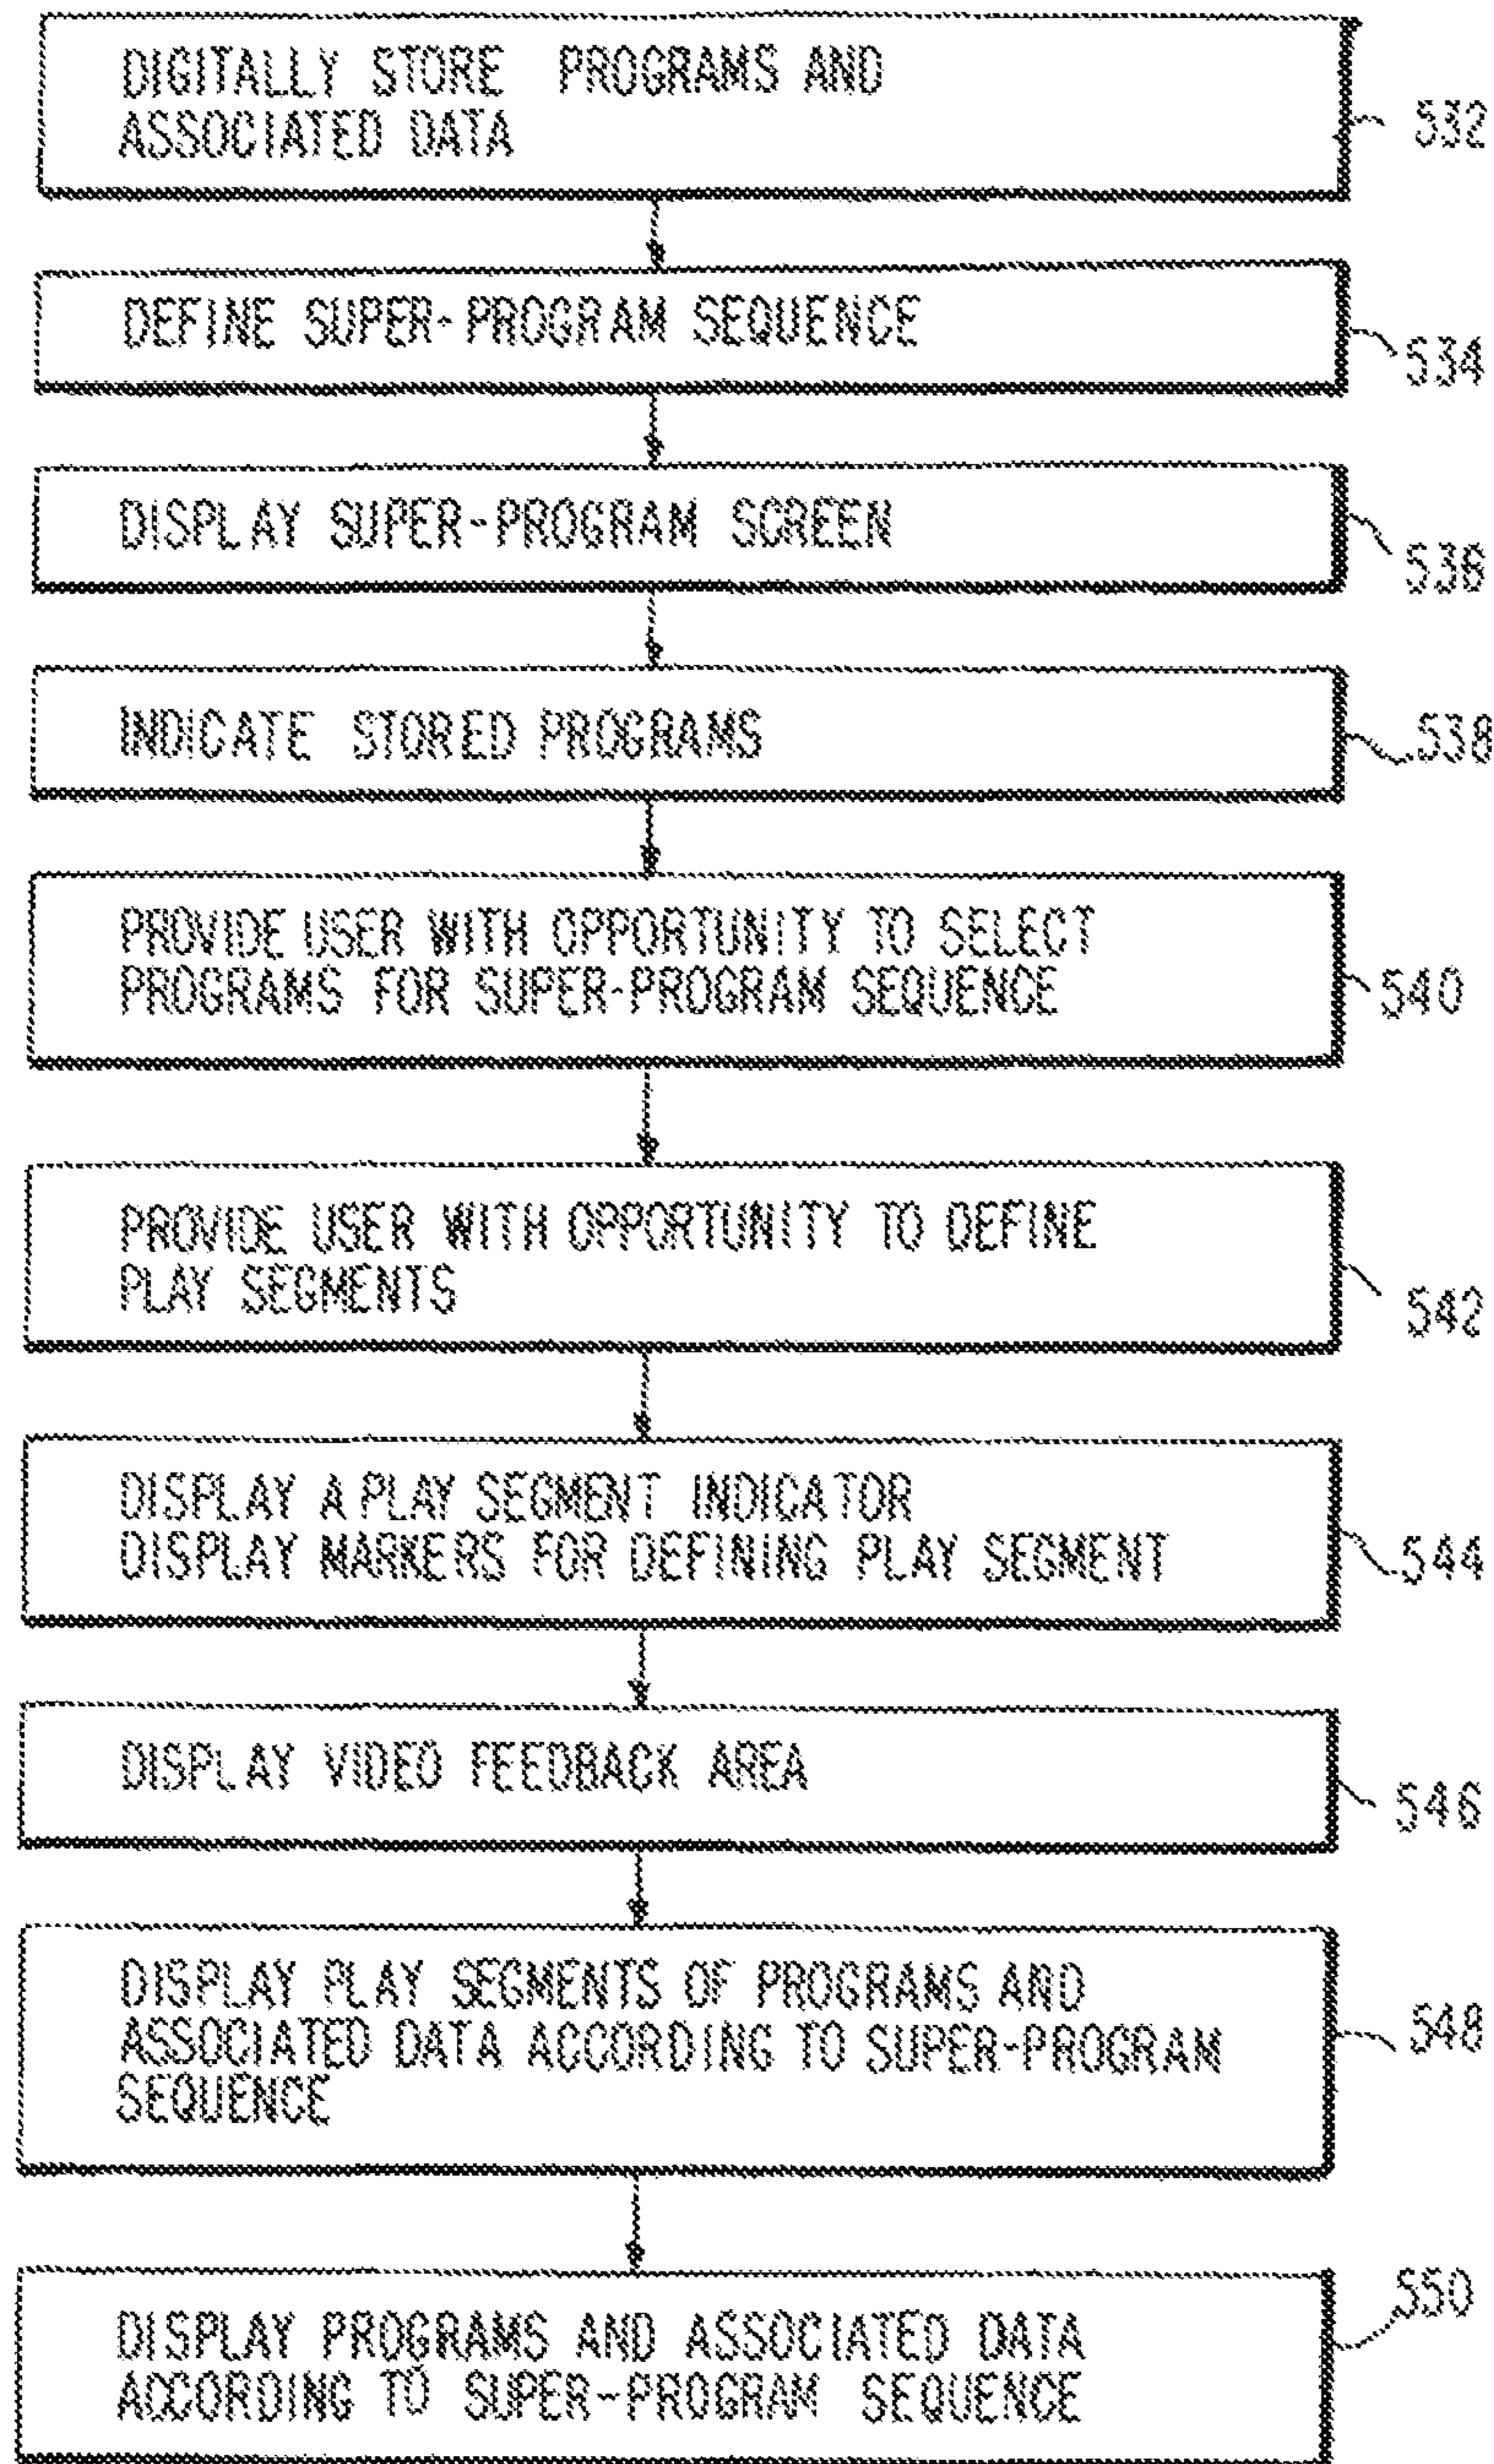 DIGITALLY STORE PROGRAMS AND
ASSOCIATED DATA
532
DEFINE SUPER-PROGRAM SEQUENCE
534
DISPLAY SUPER-PROGRAM SCREEN
536
INDICATE STORED PROGRAMS
538
PROVIDE USER WITH OPPORTUNITY TO SELECT
PROGRAMS FOR SUPER-PROGRAM SEQUENCE
540
PROVIDE USER WITH OPPORTUNITY TO DEFINE
PLAY SEGMENTS
542
DISPLAY A PLAY SEGMENT INDICATOR
DISPLAY MARKERS FOR DEFINING PLAY SEGMENT
544
DISPLAY VIDEO FEEDBACK AREA
546
DISPLAY PLAY SEGMENTS OF PROGRAMS AND
ASSOCIATED DATA ACCORDING TO SUPER-PROGRAM
SEQUENCE
548
DISPLAY PROGRAMS AND ASSOCIATED DATA
ACCORDING TO SUPER-PROGRAM SEQUENCE
550